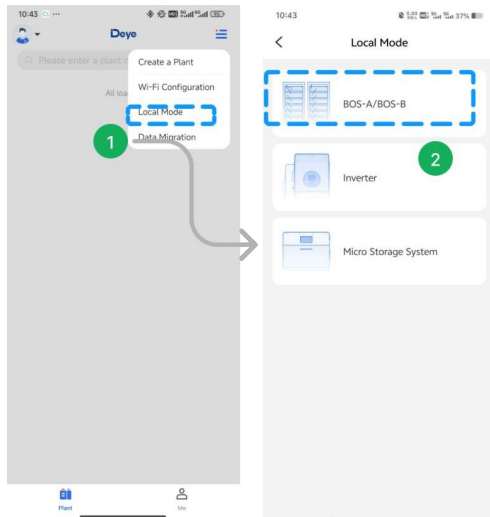 10:43
Deye
Please enter a plant n
Create a Plant
All loa
Wi-Fi Configuration
Local Mode
Data Migration
1
Plant
Me
10:43
37%
Local Mode
BOS-A/BOS-B
2
Inverter
Micro Storage System